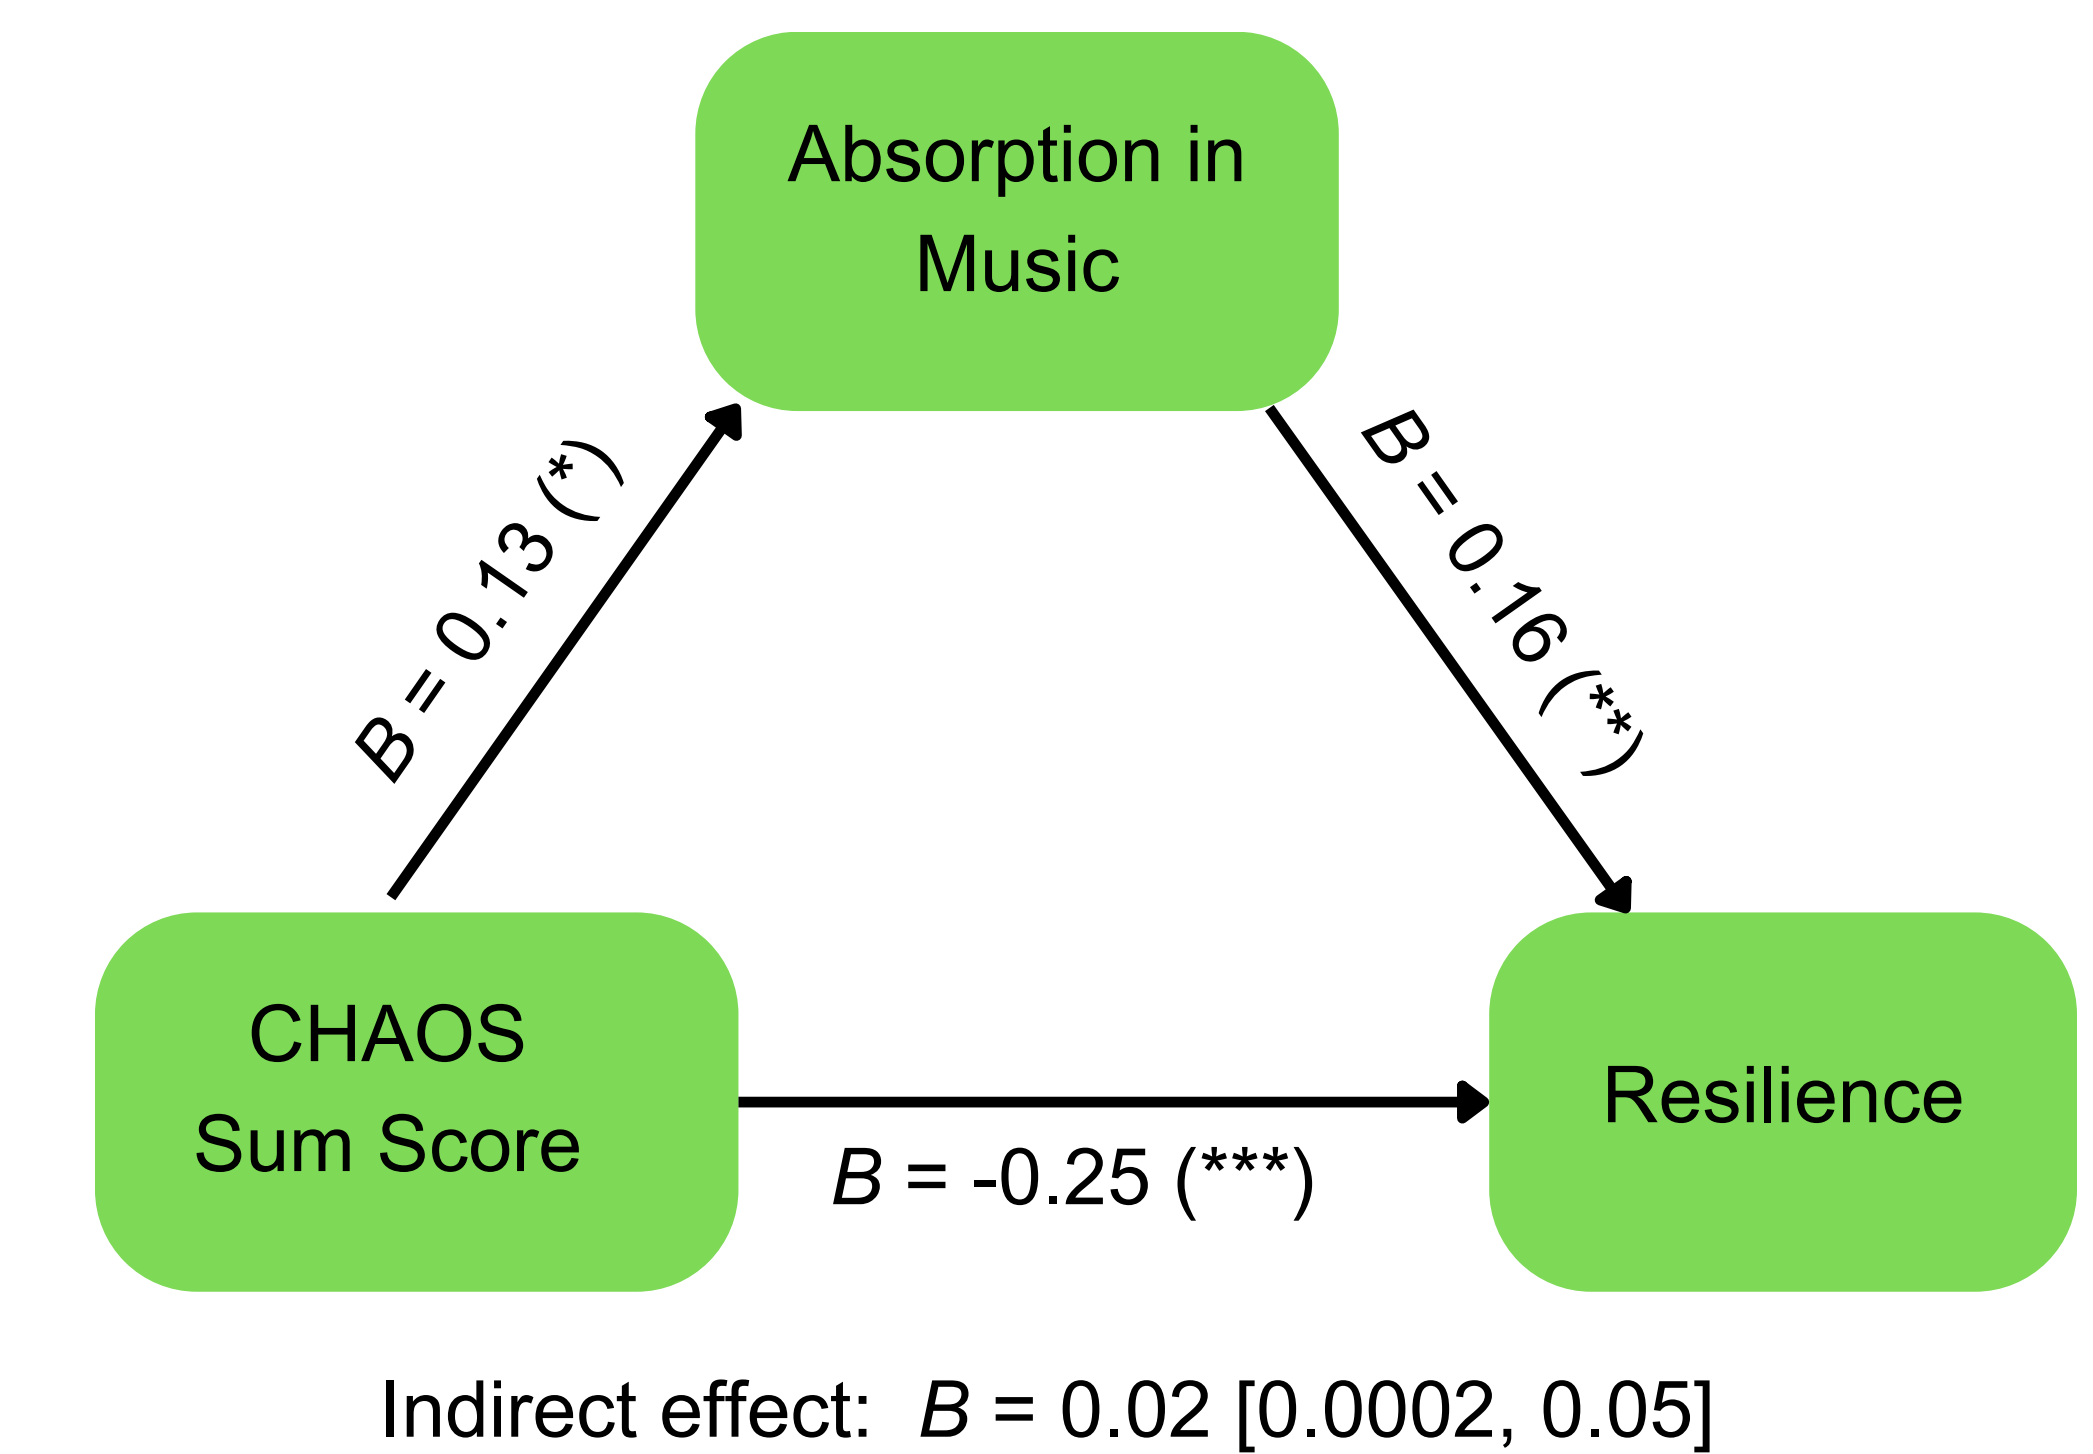 Absorption in
Music
B = 0.13 (*)
B = 0.16 (**)
CHAOS
Sum Score
Resilience
B = -0.25 (***)
Indirect effect:  B = 0.02 [0.0002, 0.05]